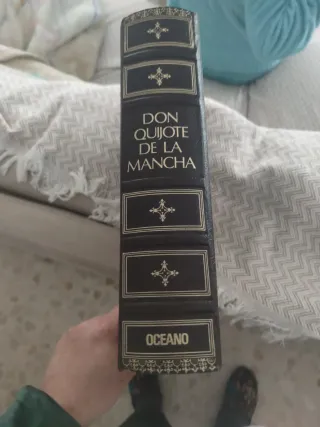 DON
QUIJOTE
DE LA
MANCHA
OCEANO